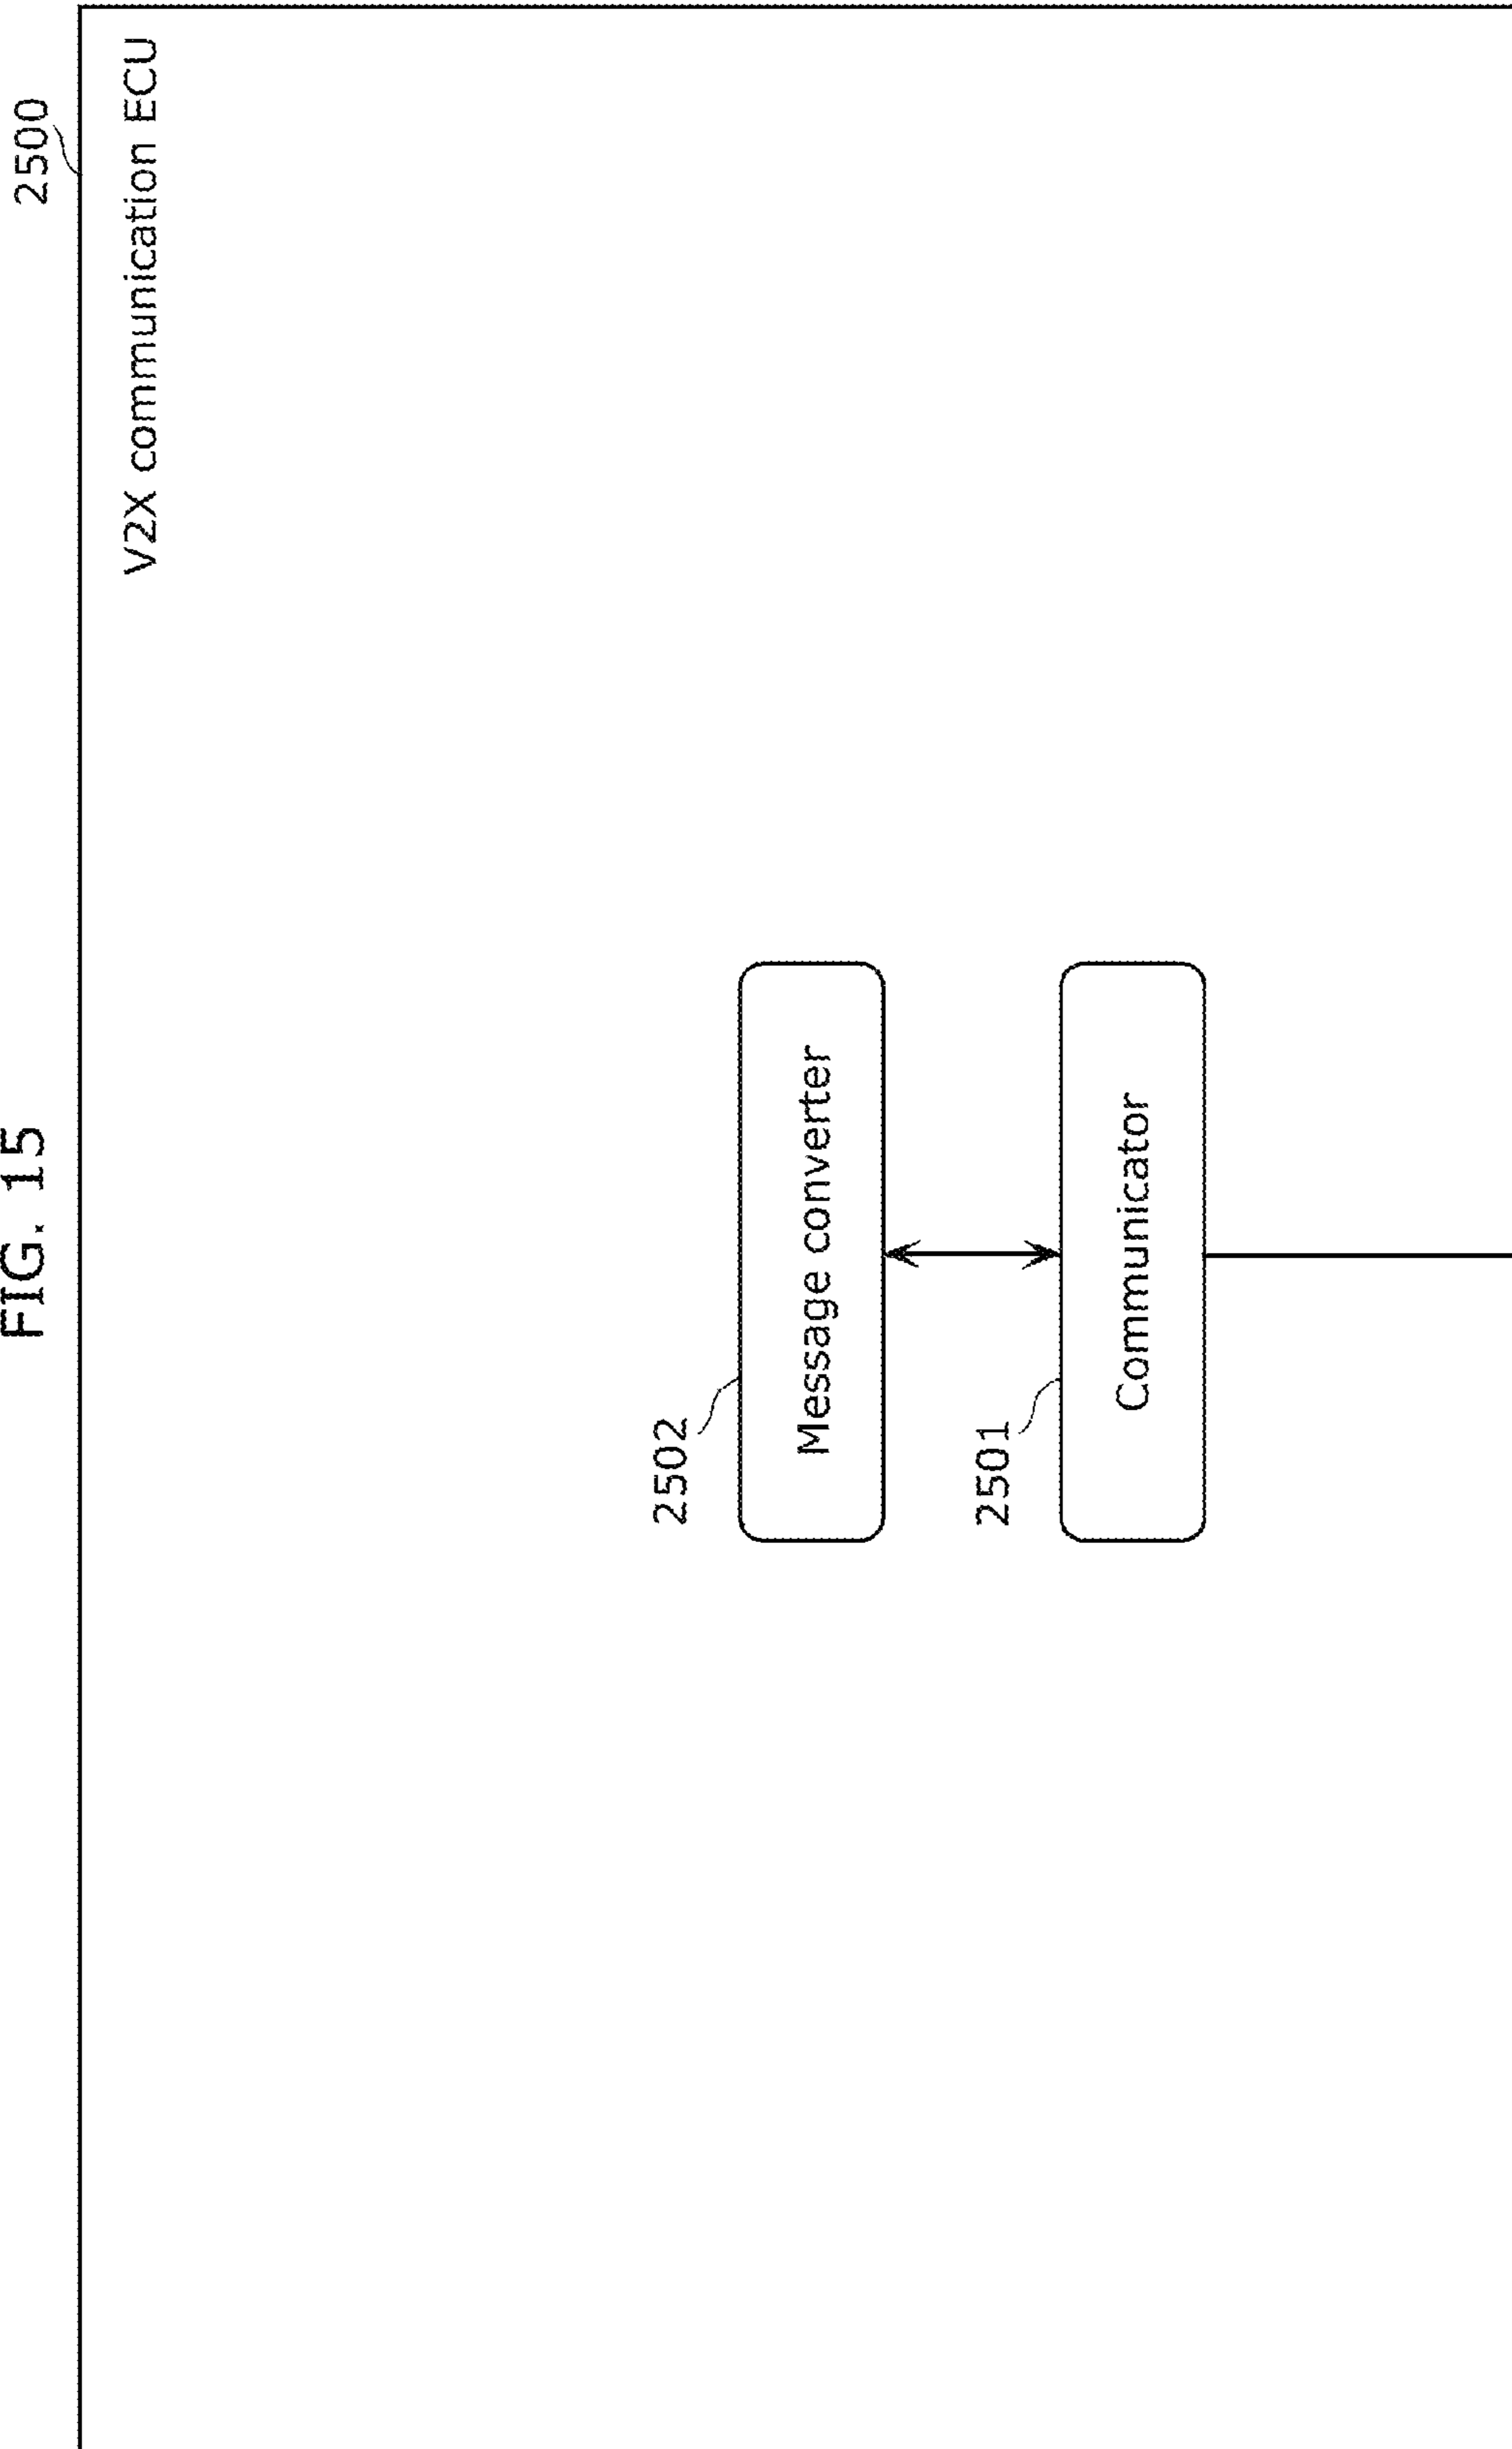 FIG. 15
2500
V2X communication ECU
2502
Message converter
2501
Communicator